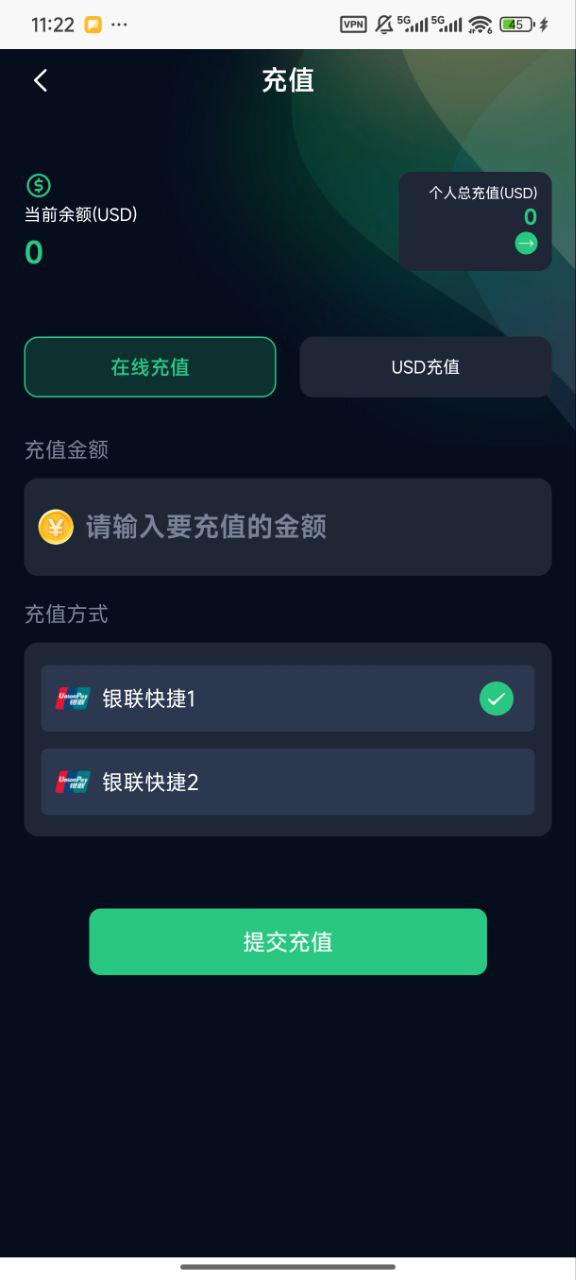 11:22
VPN 5G 5G 45
充值
当前余额(USD)
0
个人总充值(USD)
0
在线充值
USD充值
充值金额
¥ 请输入要充值的金额
充值方式
UnionPay 银联 银联快捷1
UnionPay 银联 银联快捷2
提交充值